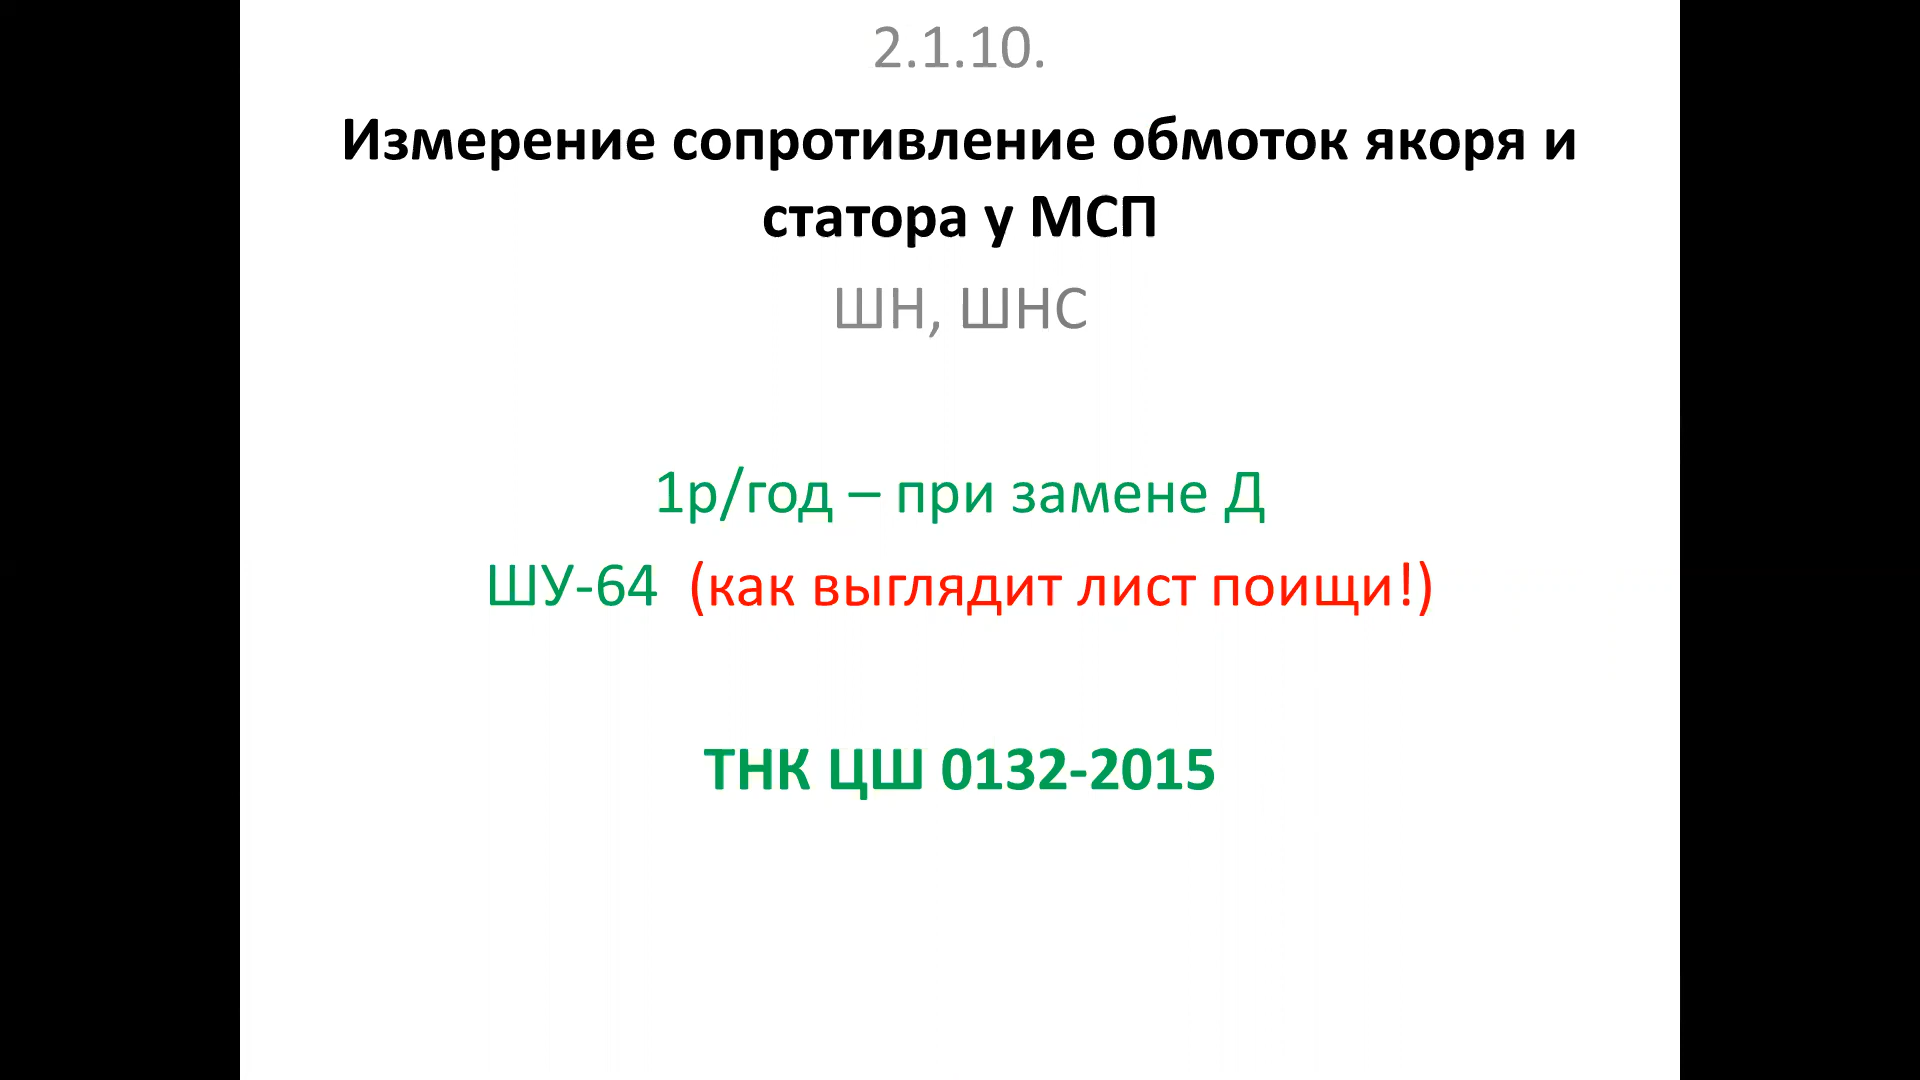 2.1.10.
Измерение сопротивление обмоток якоря и
статора у МСП
ШН, ШНС
1р/год – при замене Д
ШУ-64 (как выглядит лист поищи!)
ТНК ЦШ 0132-2015